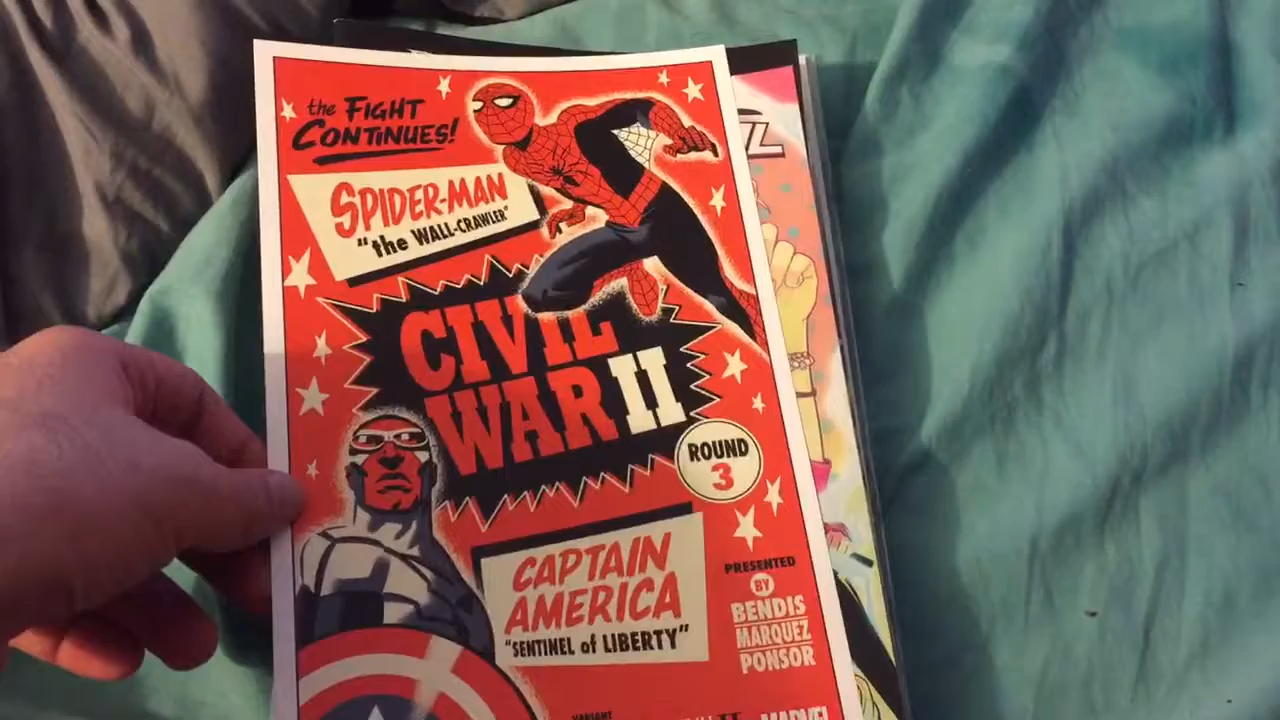 the FIGHT
CONTINUES!
SPIDER-MAN
"the WALL-CRAWLER"
CIVIL
WAR II
ROUND
3
CAPTAIN
AMERICA
"SENTINEL of LIBERTY"
PRESENTED
BY
BENDIS
MARQUEZ
PONSOR
VARIANT
MARVEL